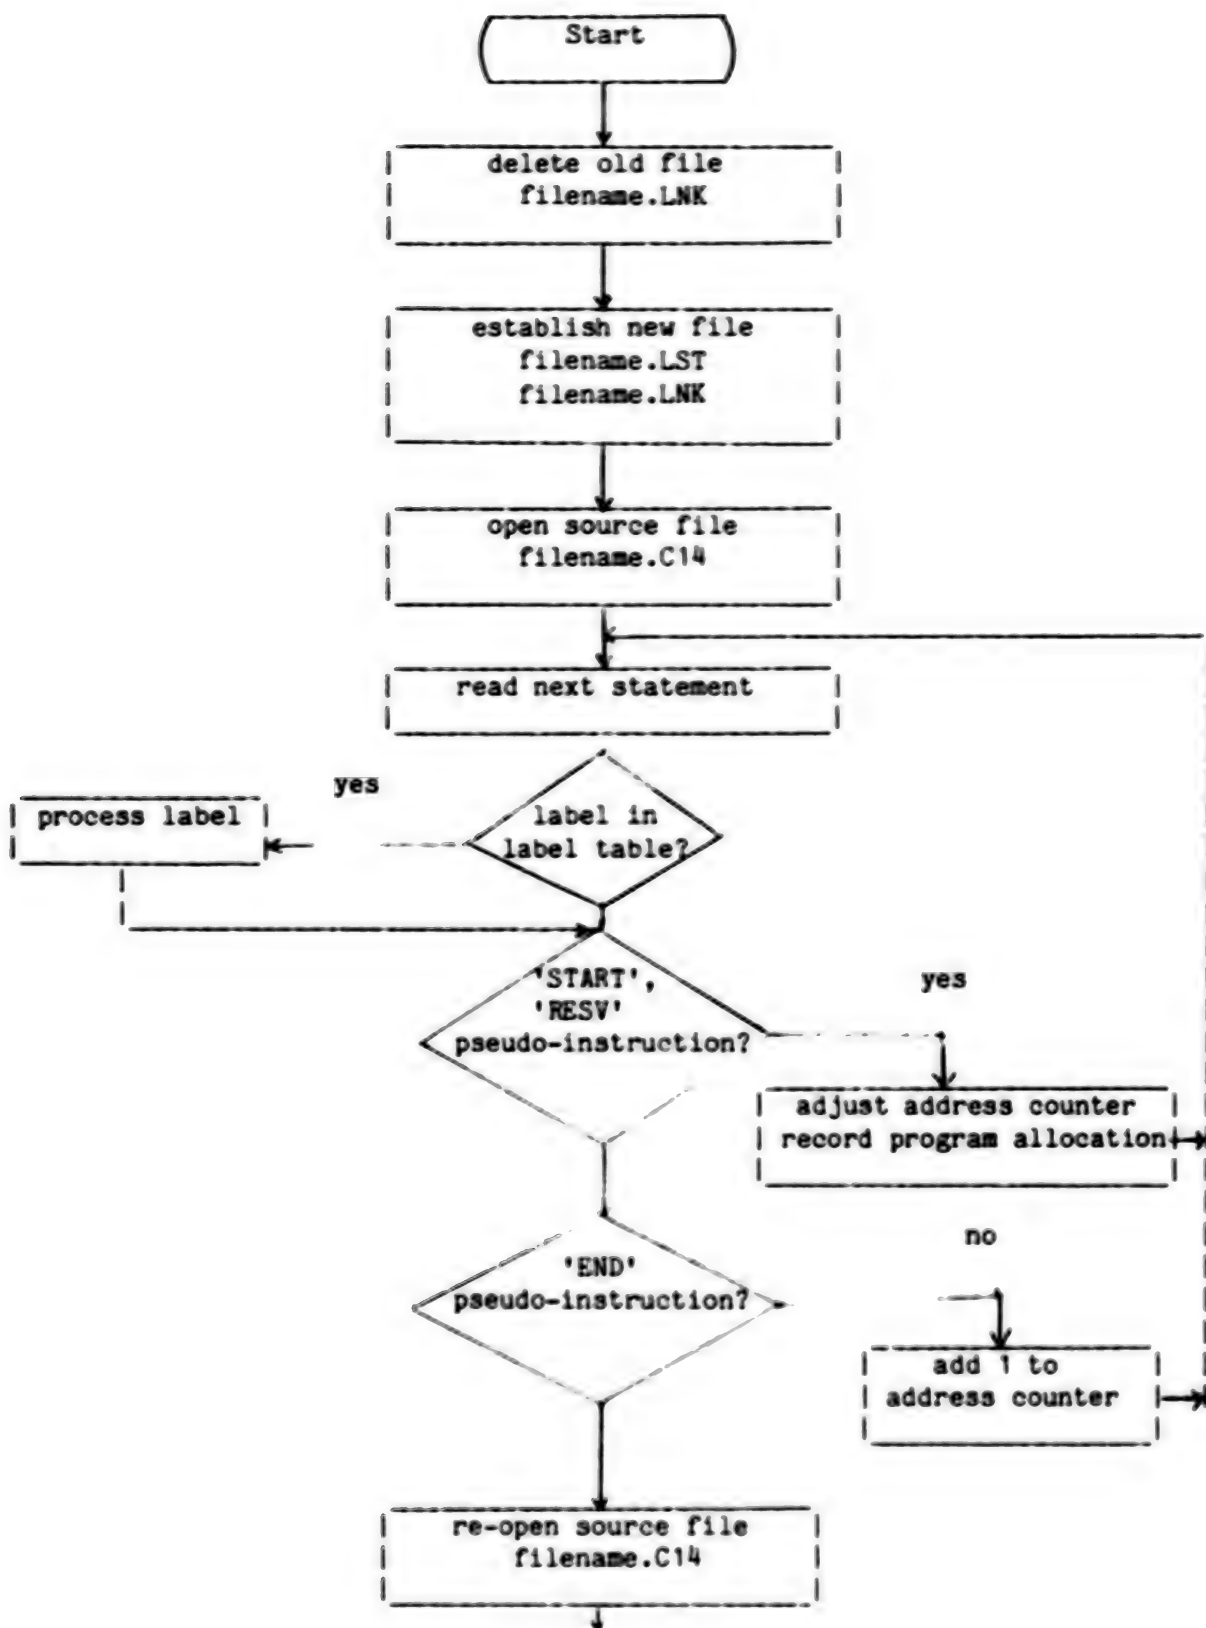 Start
delete old file
filename.LNK
establish new file
filename.LST
filename.LNK
open source file
filename.C14
read next statement
yes
process label
label in
label table?
'START',
'RESV'
pseudo-instruction?
yes
adjust address counter
record program allocation
no
'END'
pseudo-instruction?
add 1 to
address counter
re-open source file
filename.C14